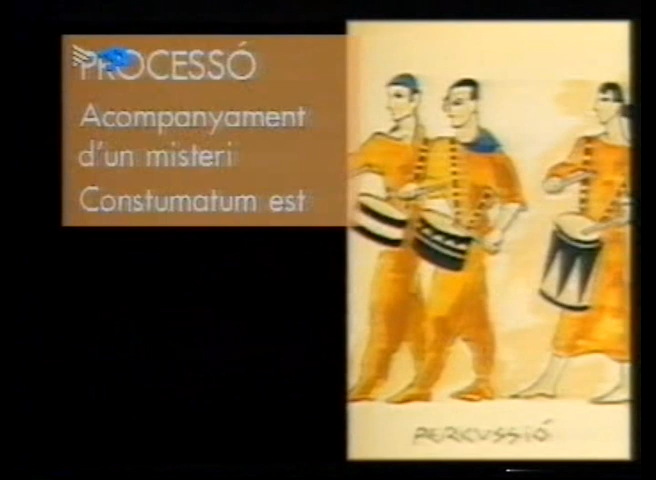 PROCESSÓ
Acompanyament
d'un misteri
Constumatum est
PERCUSSIÓ